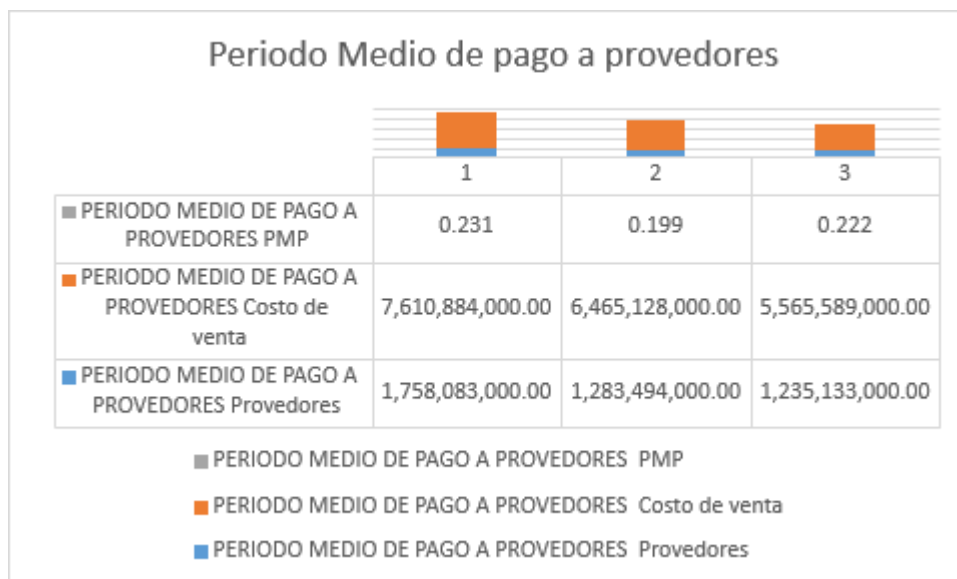 Periodo Medio de pago a provedores
1 2 3
PERIODO MEDIO DE PAGO A
PROVEDORES PMP
0.231 0.199 0.222
PERIODO MEDIO DE PAGO A
PROVEDORES Costo de
venta
7,610,884,000.00 6,465,128,000.00 5,565,589,000.00
PERIODO MEDIO DE PAGO A
PROVEDORES Provedores
1,758,083,000.00 1,283,494,000.00 1,235,133,000.00
PERIODO MEDIO DE PAGO A PROVEDORES PMP
PERIODO MEDIO DE PAGO A PROVEDORES Costo de venta
PERIODO MEDIO DE PAGO A PROVEDORES Provedores